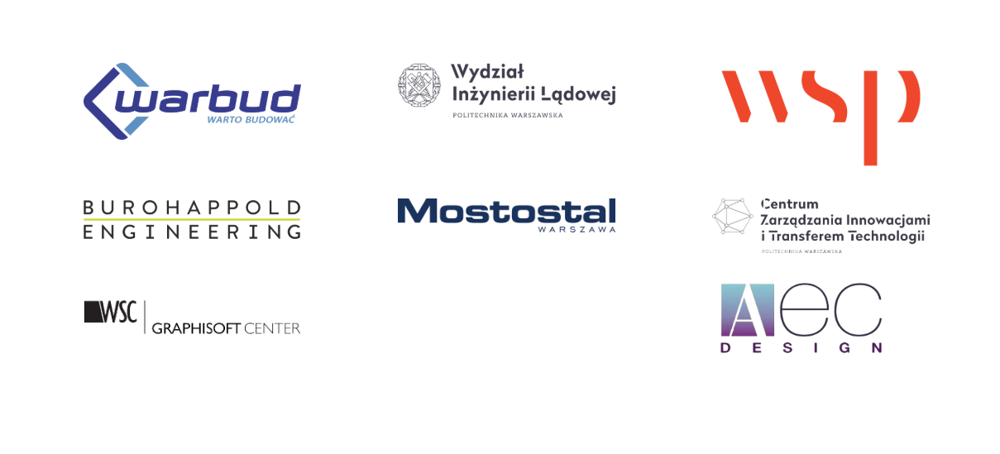 warbud
WARTO BUDOWAĆ
Wydział
Inżynierii Lądowej
POLITECHNIKA WARSZAWSKA
wsp
BUROHAPPOLD
ENGINEERING
Mostostal
WARSZAWA
Centrum
Zarządzania Innowacjami
i Transferem Technologii
POLITECHNIKA WARSZAWSKA
WSC
GRAPHISOFT CENTER
Aec
DESIGN